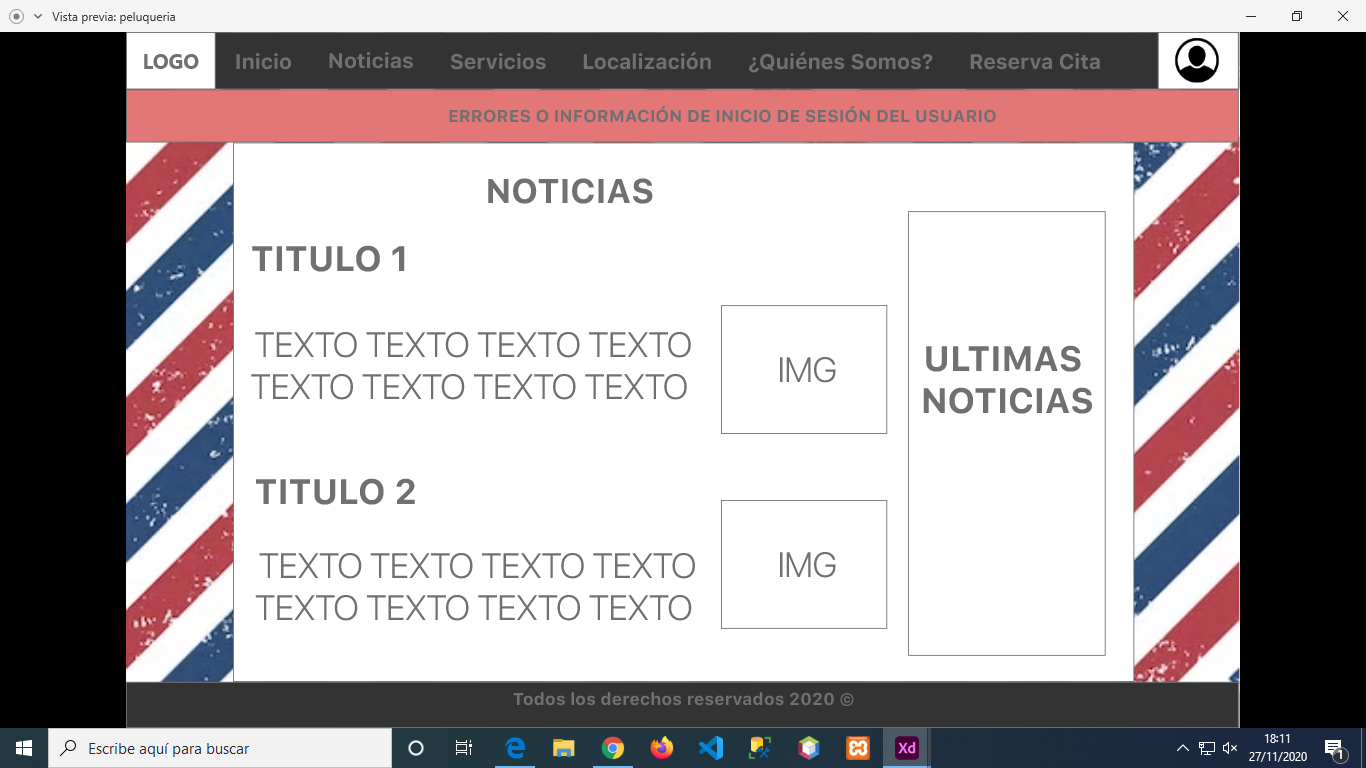 Vista previa: peluqueria
LOGO Inicio Noticias Servicios Localización ¿Quiénes Somos? Reserva Cita
ERRORES O INFORMACIÓN DE INICIO DE SESIÓN DEL USUARIO
NOTICIAS
TITULO 1
TEXTO TEXTO TEXTO TEXTO
TEXTO TEXTO TEXTO TEXTO
IMG
TITULO 2
TEXTO TEXTO TEXTO TEXTO
TEXTO TEXTO TEXTO TEXTO
IMG
ULTIMAS
NOTICIAS
Todos los derechos reservados 2020 ©
Escribe aquí para buscar
Xd
18:11
27/11/2020
1